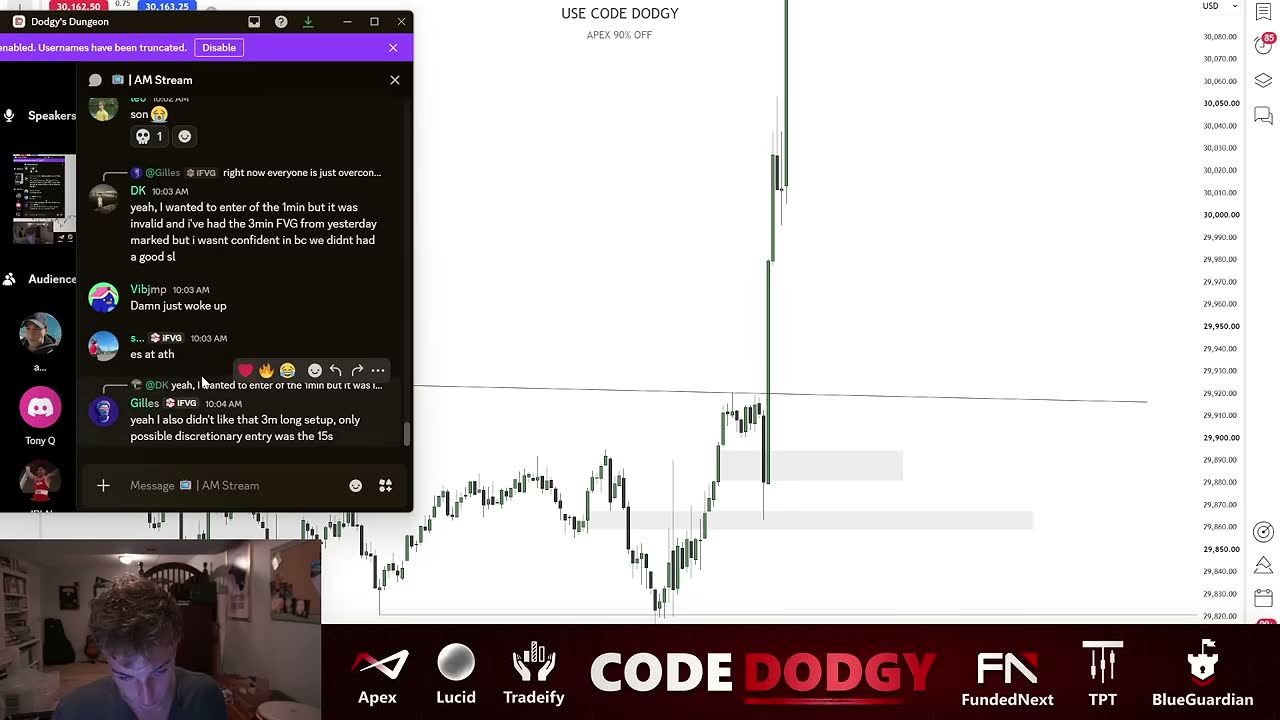 30,162.50
0.75
30,163.25
Dodgy's Dungeon
enabled. Usernames have been truncated.
Disable
Speakers
Audience
a...
Tony Q
| AM Stream
leo 10:02 AM
son 😭
💀 1
@Gilles iFVG right now everyone is just overcon...
DK 10:03 AM
yeah, I wanted to enter of the 1min but it was
invalid and i've had the 3min FVG from yesterday
marked but i wasnt confident in bc we didnt had
a good sl
Vibjmp 10:03 AM
Damn just woke up
s... iFVG 10:03 AM
es at ath
@DK yeah, I wanted to enter of the 1min but it was i...
Gilles iFVG 10:04 AM
yeah I also didn't like that 3m long setup, only
possible discretionary entry was the 15s
Message | AM Stream
USE CODE DODGY
APEX 90% OFF
USD
30,080.00
30,070.00
30,060.00
30,050.00
30,040.00
30,030.00
30,020.00
30,010.00
30,000.00
29,990.00
29,980.00
29,970.00
29,960.00
29,950.00
29,940.00
29,930.00
29,920.00
29,910.00
29,900.00
29,890.00
29,880.00
29,870.00
29,860.00
29,850.00
29,840.00
29,830.00
29,820.00
85
Apex
Lucid
Tradeify
CODE DODGY
FN
FundedNext
TPT
BlueGuardian